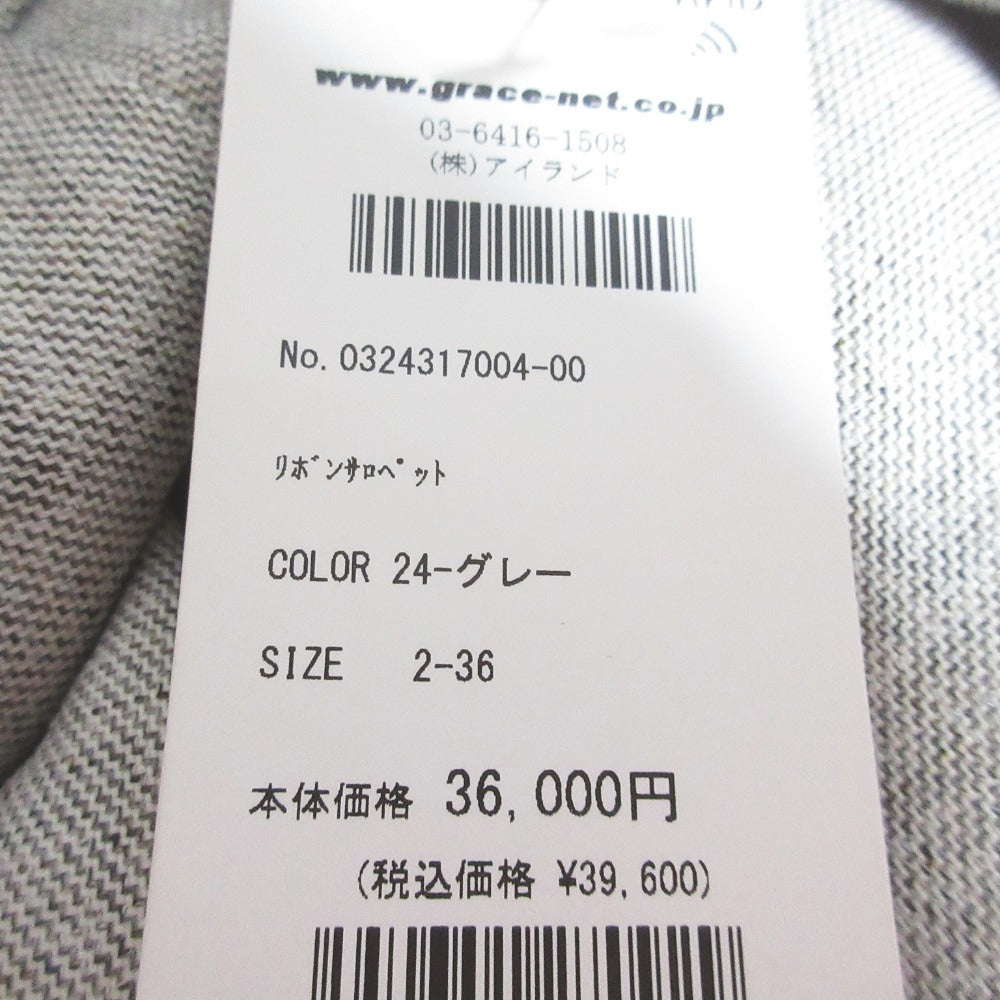 www.grace-net.co.jp
03-6416-1508
(株)アイランド
No. 0324317004-00
ﾘﾎﾞﾝｻﾛﾍﾟｯﾄ
COLOR 24-グレー
SIZE 2-36
本体価格 36,000円
(税込価格 ¥39,600)